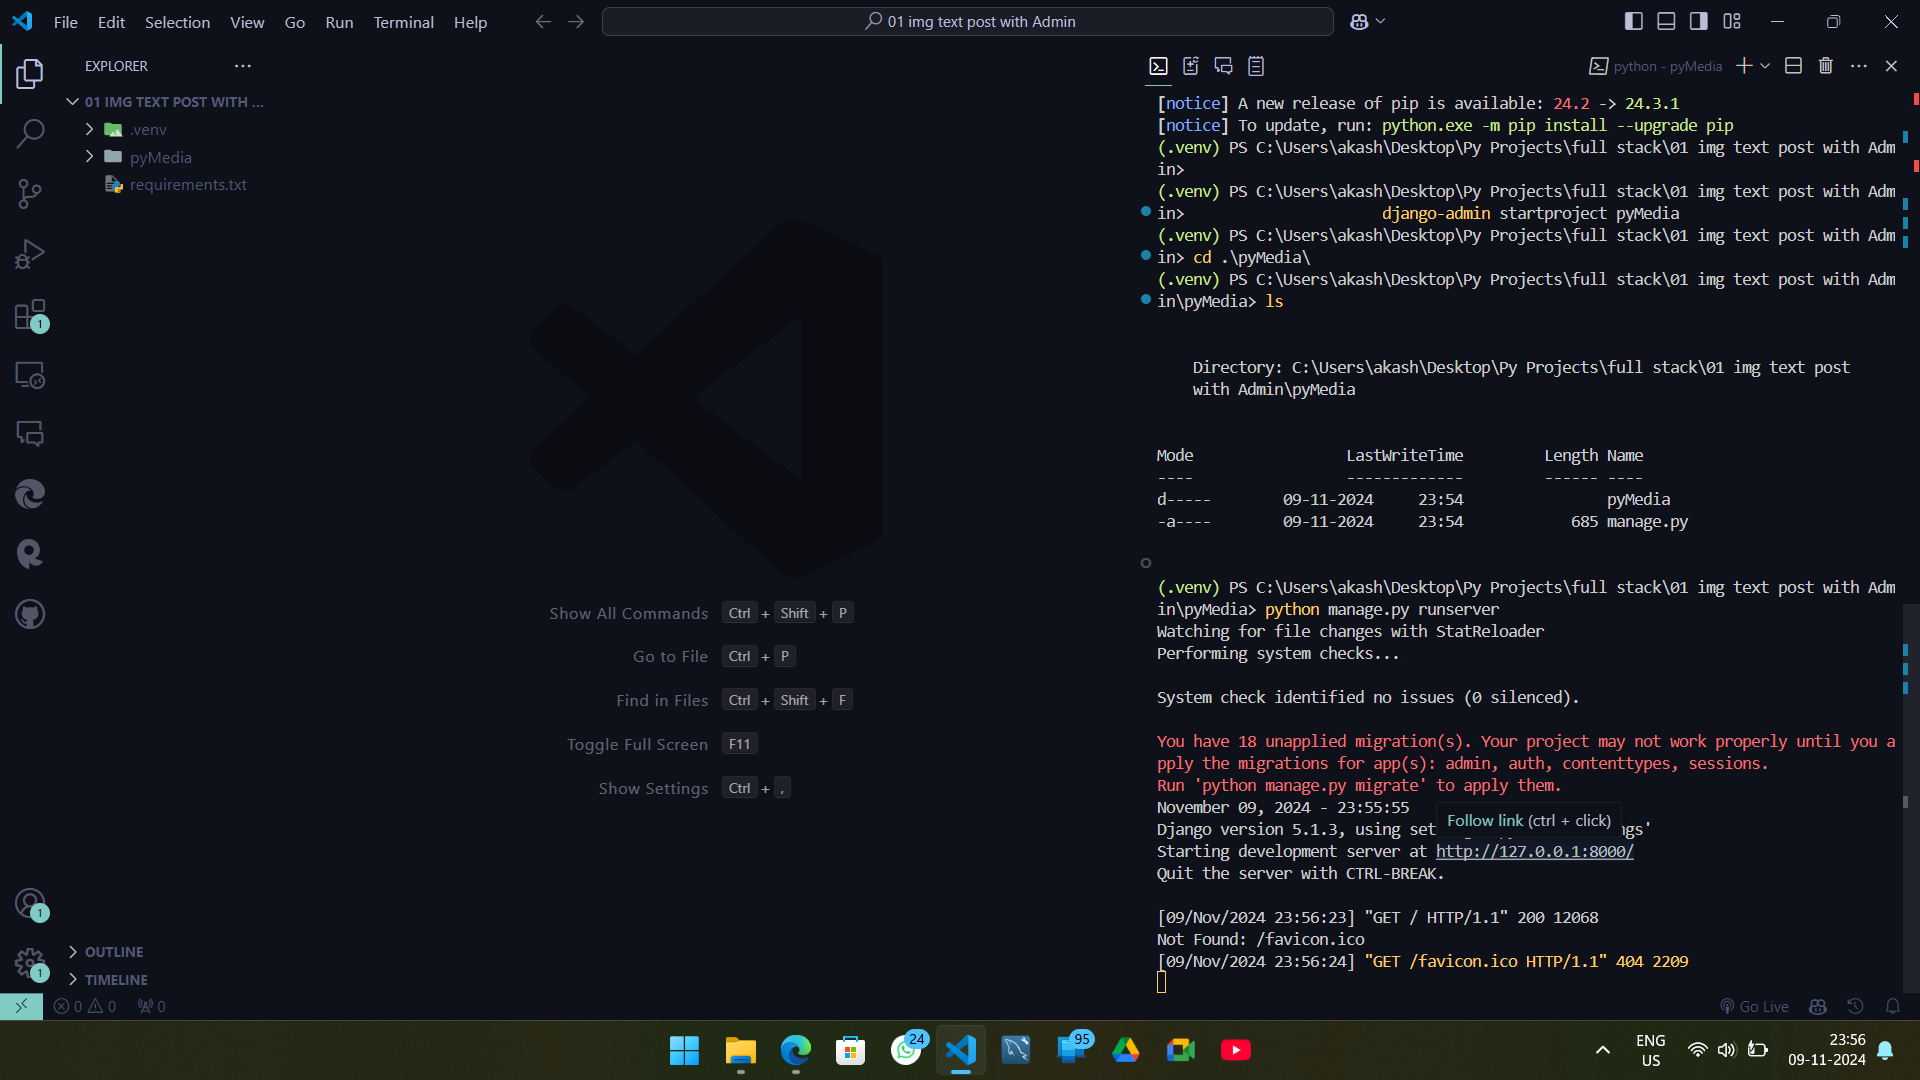 File Edit Selection View Go Run Terminal Help
01 img text post with Admin
EXPLORER
01 IMG TEXT POST WITH ...
.venv
pyMedia
requirements.txt
Show All Commands Ctrl + Shift + P
Go to File Ctrl + P
Find in Files Ctrl + Shift + F
Toggle Full Screen F11
Show Settings Ctrl + ,
OUTLINE
TIMELINE
1
1
1
python - pyMedia
[notice] A new release of pip is available: 24.2 -> 24.3.1
[notice] To update, run: python.exe -m pip install --upgrade pip
(.venv) PS C:\Users\akash\Desktop\Py Projects\full stack\01 img text post with Adm
in>
(.venv) PS C:\Users\akash\Desktop\Py Projects\full stack\01 img text post with Adm
in> django-admin startproject pyMedia
(.venv) PS C:\Users\akash\Desktop\Py Projects\full stack\01 img text post with Adm
in> cd .\pyMedia\
(.venv) PS C:\Users\akash\Desktop\Py Projects\full stack\01 img text post with Adm
in\pyMedia> ls
Directory: C:\Users\akash\Desktop\Py Projects\full stack\01 img text post
with Admin\pyMedia
Mode LastWriteTime Length Name
---- ------------- ------ ----
d----- 09-11-2024 23:54 pyMedia
-a---- 09-11-2024 23:54 685 manage.py
(.venv) PS C:\Users\akash\Desktop\Py Projects\full stack\01 img text post with Adm
in\pyMedia> python manage.py runserver
Watching for file changes with StatReloader
Performing system checks...
System check identified no issues (0 silenced).
You have 18 unapplied migration(s). Your project may not work properly until you a
pply the migrations for app(s): admin, auth, contenttypes, sessions.
Run 'python manage.py migrate' to apply them.
November 09, 2024 - 23:55:55
Follow link (ctrl + click)
Django version 5.1.3, using set ngs'
Starting development server at http://127.0.0.1:8000/
Quit the server with CTRL-BREAK.
[09/Nov/2024 23:56:23] "GET / HTTP/1.1" 200 12068
Not Found: /favicon.ico
[09/Nov/2024 23:56:24] "GET /favicon.ico HTTP/1.1" 404 2209
0 0 0
Go Live
24
95
ENG
US
23:56
09-11-2024